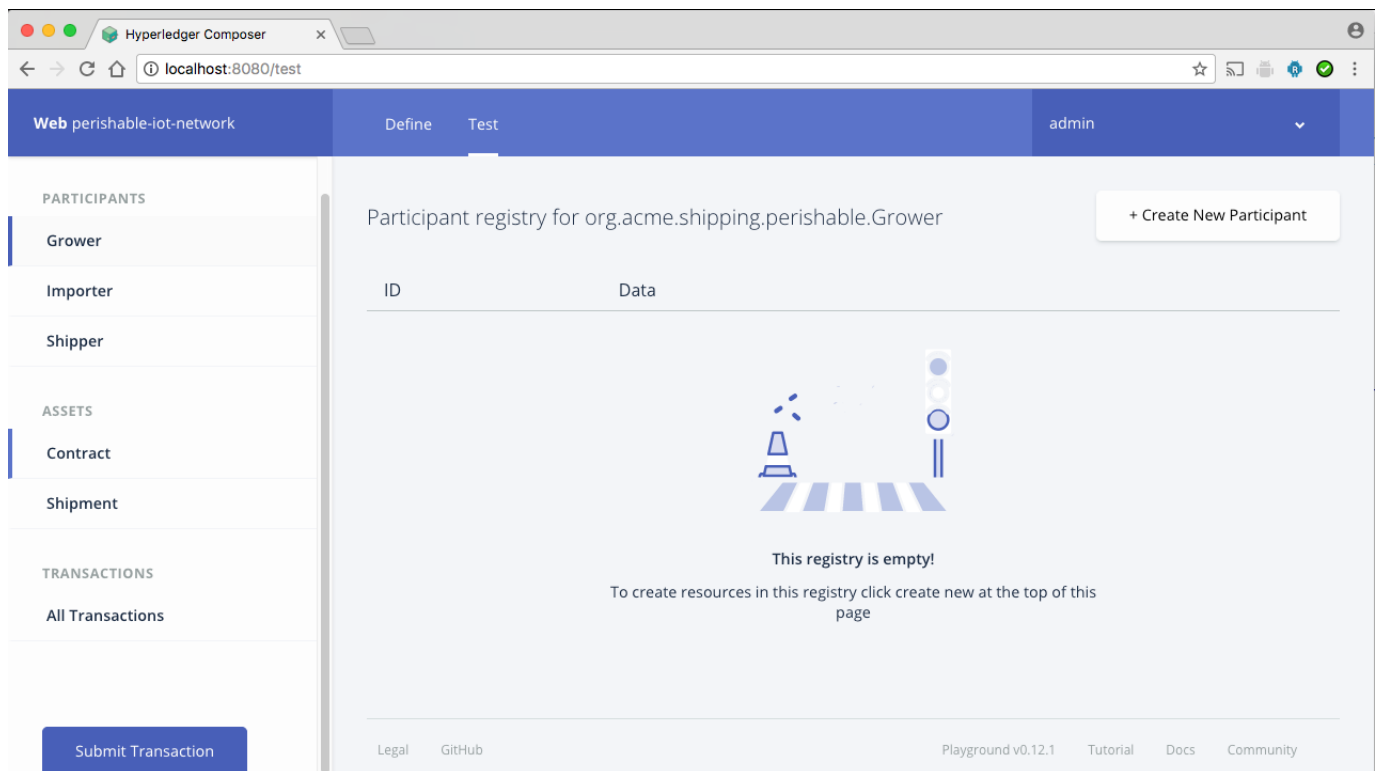 Hyperledger Composer
localhost:8080/test
Web perishable-iot-network
Define Test
admin
PARTICIPANTS
Grower
Importer
Shipper
ASSETS
Contract
Shipment
TRANSACTIONS
All Transactions
Submit Transaction
Participant registry for org.acme.shipping.perishable.Grower
+ Create New Participant
ID Data
This registry is empty!
To create resources in this registry click create new at the top of this
page
Legal GitHub Playground v0.12.1 Tutorial Docs Community